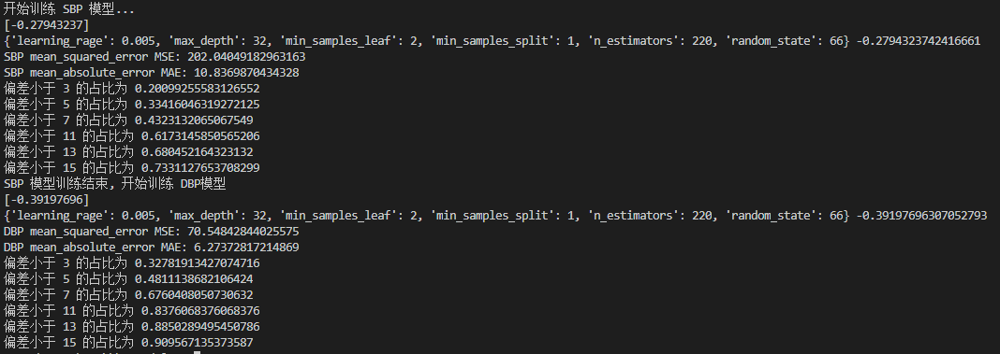 开始训练 SBP 模型...
[-0.27943237]
{'learning_rage': 0.005, 'max_depth': 32, 'min_samples_leaf': 2, 'min_samples_split': 1, 'n_estimators': 220, 'random_state': 66} -0.2794323742416661
SBP mean_squared_error MSE: 202.04049182963163
SBP mean_absolute_error MAE: 10.8369870434328
偏差小于 3 的占比为 0.20099255583126552
偏差小于 5 的占比为 0.33416046319272125
偏差小于 7 的占比为 0.4323132065067549
偏差小于 11 的占比为 0.6173145850565206
偏差小于 13 的占比为 0.680452164323132
偏差小于 15 的占比为 0.7331127653708299
SBP 模型训练结束, 开始训练 DBP模型
[-0.39197696]
{'learning_rage': 0.005, 'max_depth': 32, 'min_samples_leaf': 2, 'min_samples_split': 1, 'n_estimators': 220, 'random_state': 66} -0.39197696307052793
DBP mean_squared_error MSE: 70.54842844025575
DBP mean_absolute_error MAE: 6.27372817214869
偏差小于 3 的占比为 0.32781913427074716
偏差小于 5 的占比为 0.4811138682106424
偏差小于 7 的占比为 0.6760408050730632
偏差小于 11 的占比为 0.8376068376068376
偏差小于 13 的占比为 0.8850289495450786
偏差小于 15 的占比为 0.909567135373587